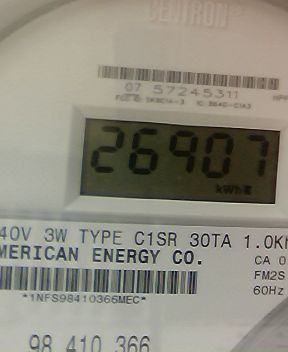 CENTRON®
07 57245311
26907
kWh
40V 3W TYPE C1SR 30TA 1.0Kh
MERICAN ENERGY CO.
CA 0
FM2S
60Hz
*1NFS98410366MEC*
98 410 366